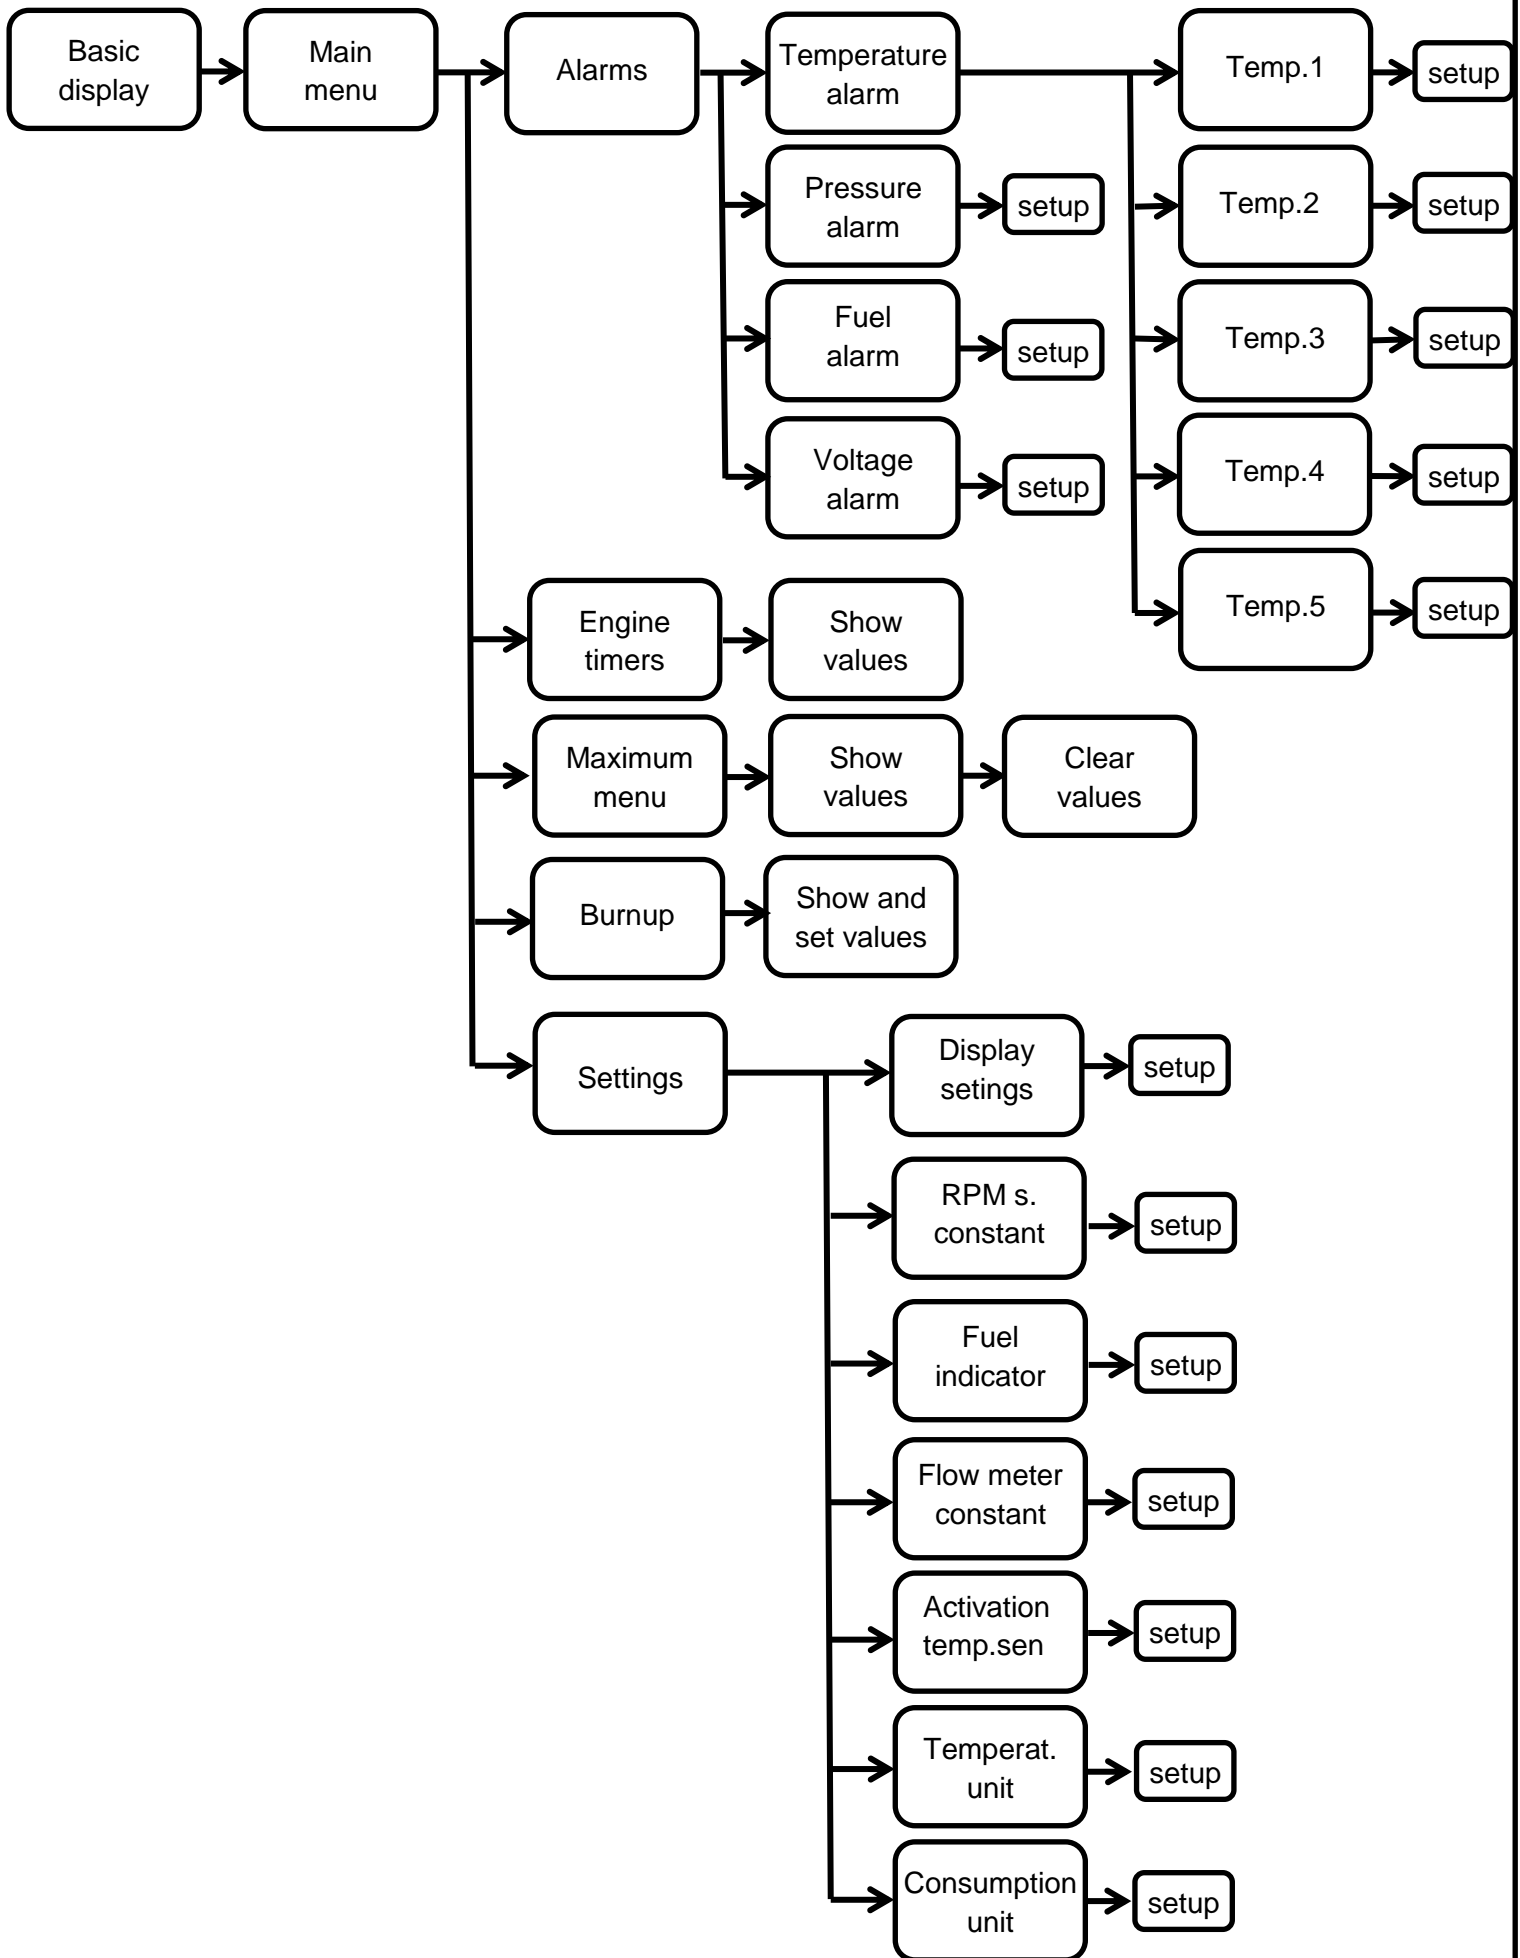 Basic
display
Main
menu
Alarms
Temperature
alarm
Temp.1
setup
Pressure
alarm
setup
Temp.2
setup
Fuel
alarm
setup
Temp.3
setup
Voltage
alarm
setup
Temp.4
setup
Temp.5
setup
Engine
timers
Show
values
Maximum
menu
Show
values
Clear
values
Burnup
Show and
set values
Settings
Display
setings
setup
RPM s.
constant
setup
Fuel
indicator
setup
Flow meter
constant
setup
Activation
temp.sen
setup
Temperat.
unit
setup
Consumption
unit
setup